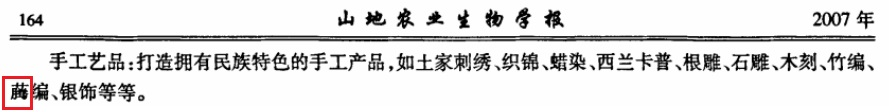 164 山地农业生物学报 2007年
手工艺品:打造拥有民族特色的手工产品,如土家刺绣、织锦、蜡染、西兰卡普、根雕、石雕、木刻、竹编、
编、银饰等等。